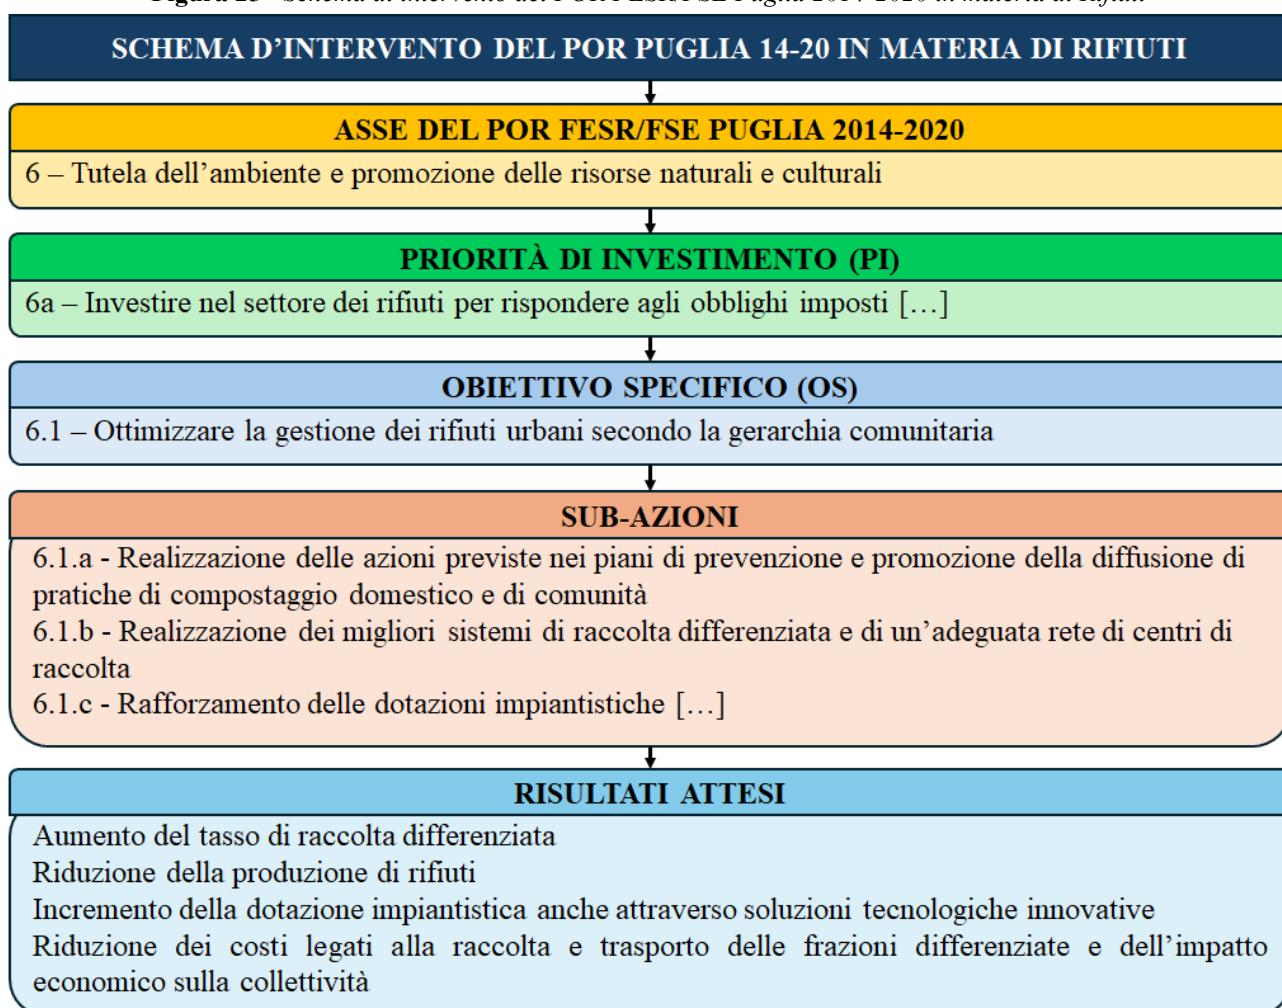 SCHEMA D’INTERVENTO DEL POR PUGLIA 14-20 IN MATERIA DI RIFIUTI
ASSE DEL POR FESR/FSE PUGLIA 2014-2020
6 – Tutela dell’ambiente e promozione delle risorse naturali e culturali
PRIORITÀ DI INVESTIMENTO (PI)
6a – Investire nel settore dei rifiuti per rispondere agli obblighi imposti […]
OBIETTIVO SPECIFICO (OS)
6.1 – Ottimizzare la gestione dei rifiuti urbani secondo la gerarchia comunitaria
SUB-AZIONI
6.1.a - Realizzazione delle azioni previste nei piani di prevenzione e promozione della diffusione di
pratiche di compostaggio domestico e di comunità
6.1.b - Realizzazione dei migliori sistemi di raccolta differenziata e di un’adeguata rete di centri di
raccolta
6.1.c - Rafforzamento delle dotazioni impiantistiche […]
RISULTATI ATTESI
Aumento del tasso di raccolta differenziata
Riduzione della produzione di rifiuti
Incremento della dotazione impiantistica anche attraverso soluzioni tecnologiche innovative
Riduzione dei costi legati alla raccolta e trasporto delle frazioni differenziate e dell’impatto
economico sulla collettività